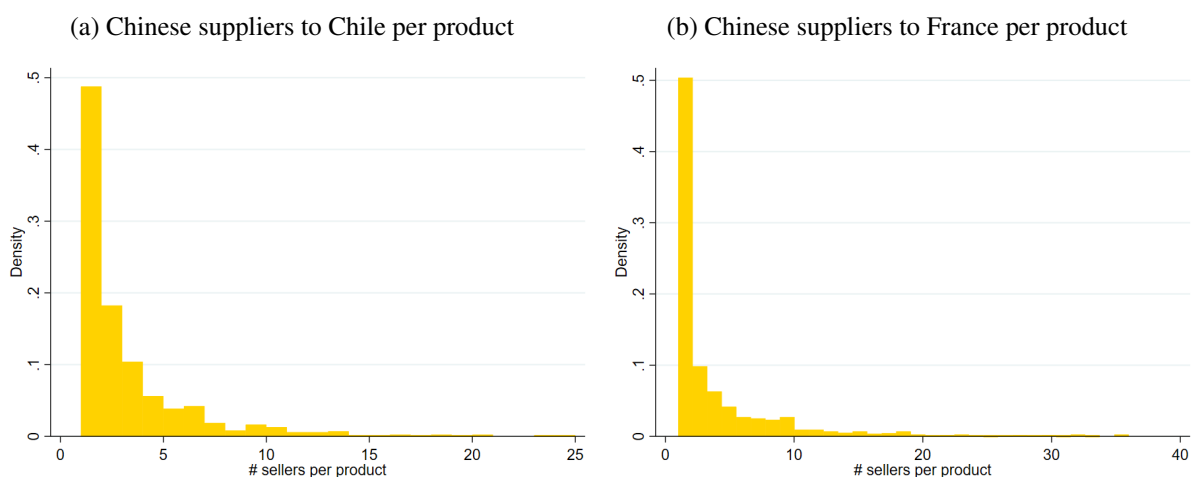 (a) Chinese suppliers to Chile per product
.5
.4
.3
.2
.1
0
Density
0 5 10 15 20 25
# sellers per product
(b) Chinese suppliers to France per product
.5
.4
.3
.2
.1
0
Density
0 10 20 30 40
# sellers per product